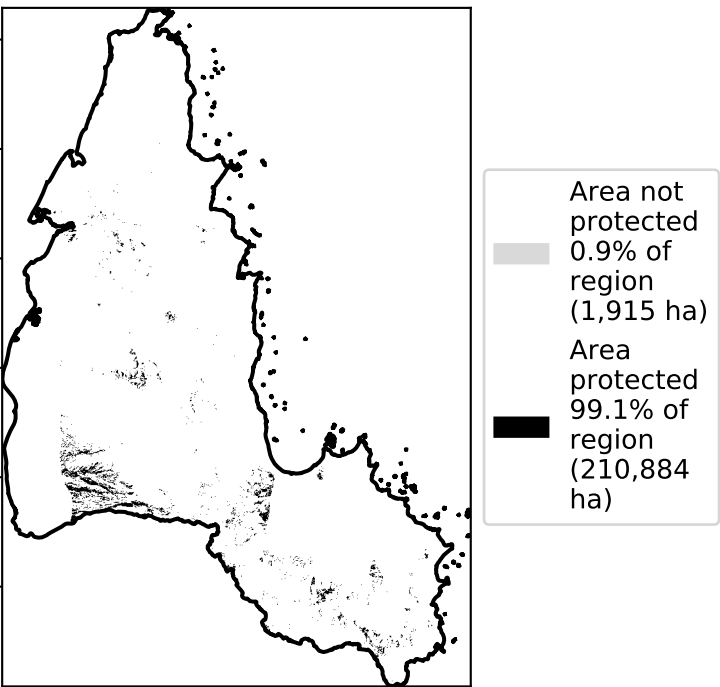 Area not
protected
0.9% of
region
(1,915 ha)
Area
protected
99.1% of
region
(210,884
ha)